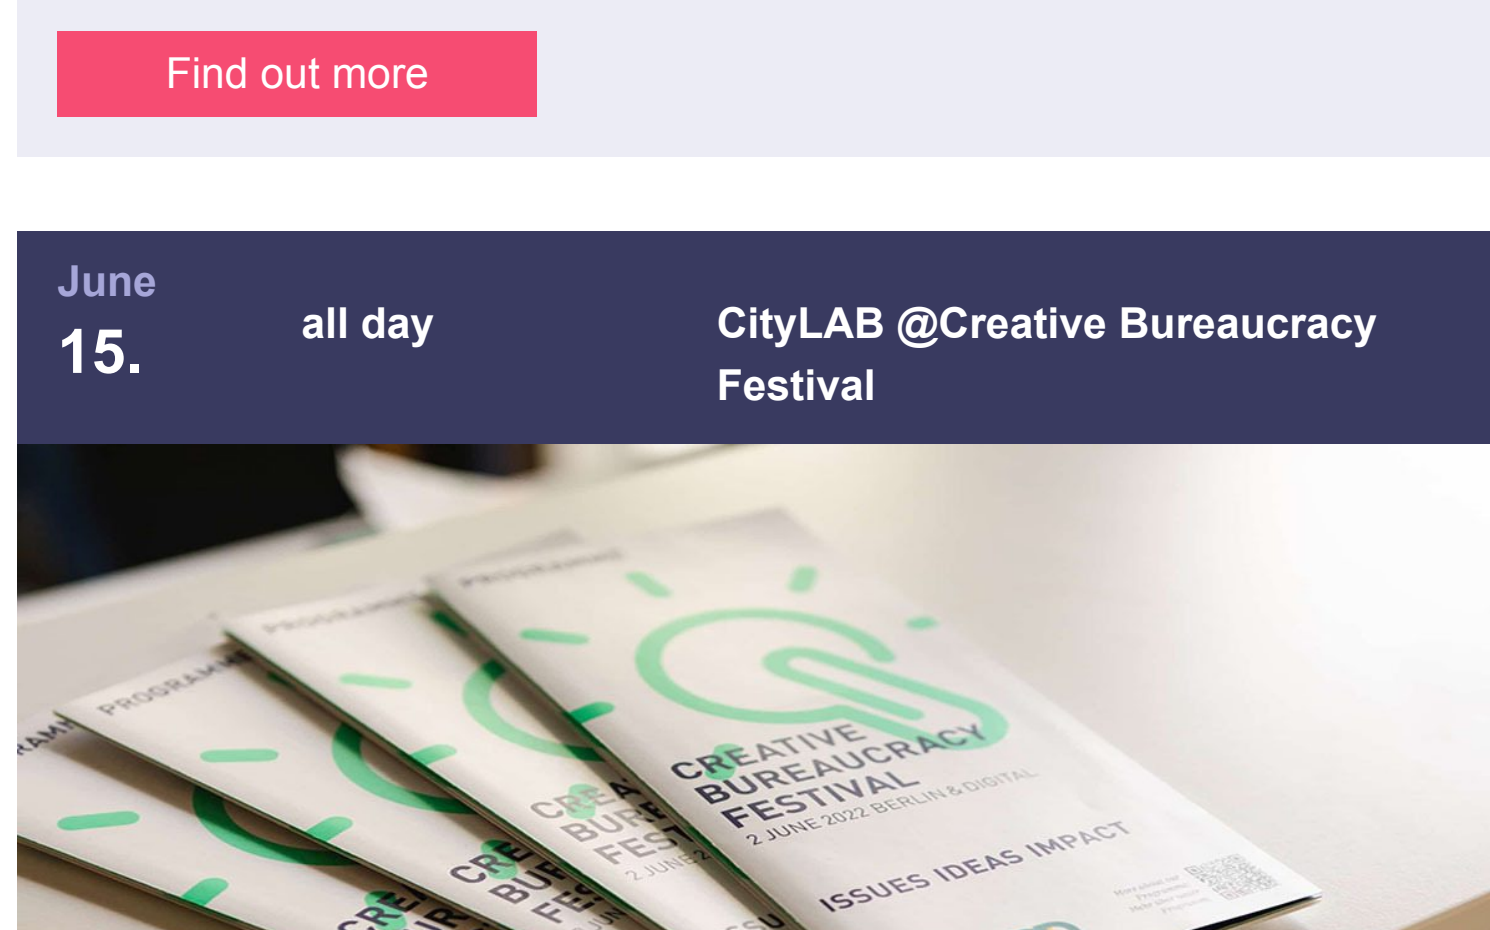 Find out more
June
15.
all day
CityLAB @Creative Bureaucracy
Festival
PROGRAMME
CREATIVE
BUREAUCRACY
FESTIVAL
2 JUNE 2022 BERLIN & DIGITAL
ISSUES IDEAS IMPACT